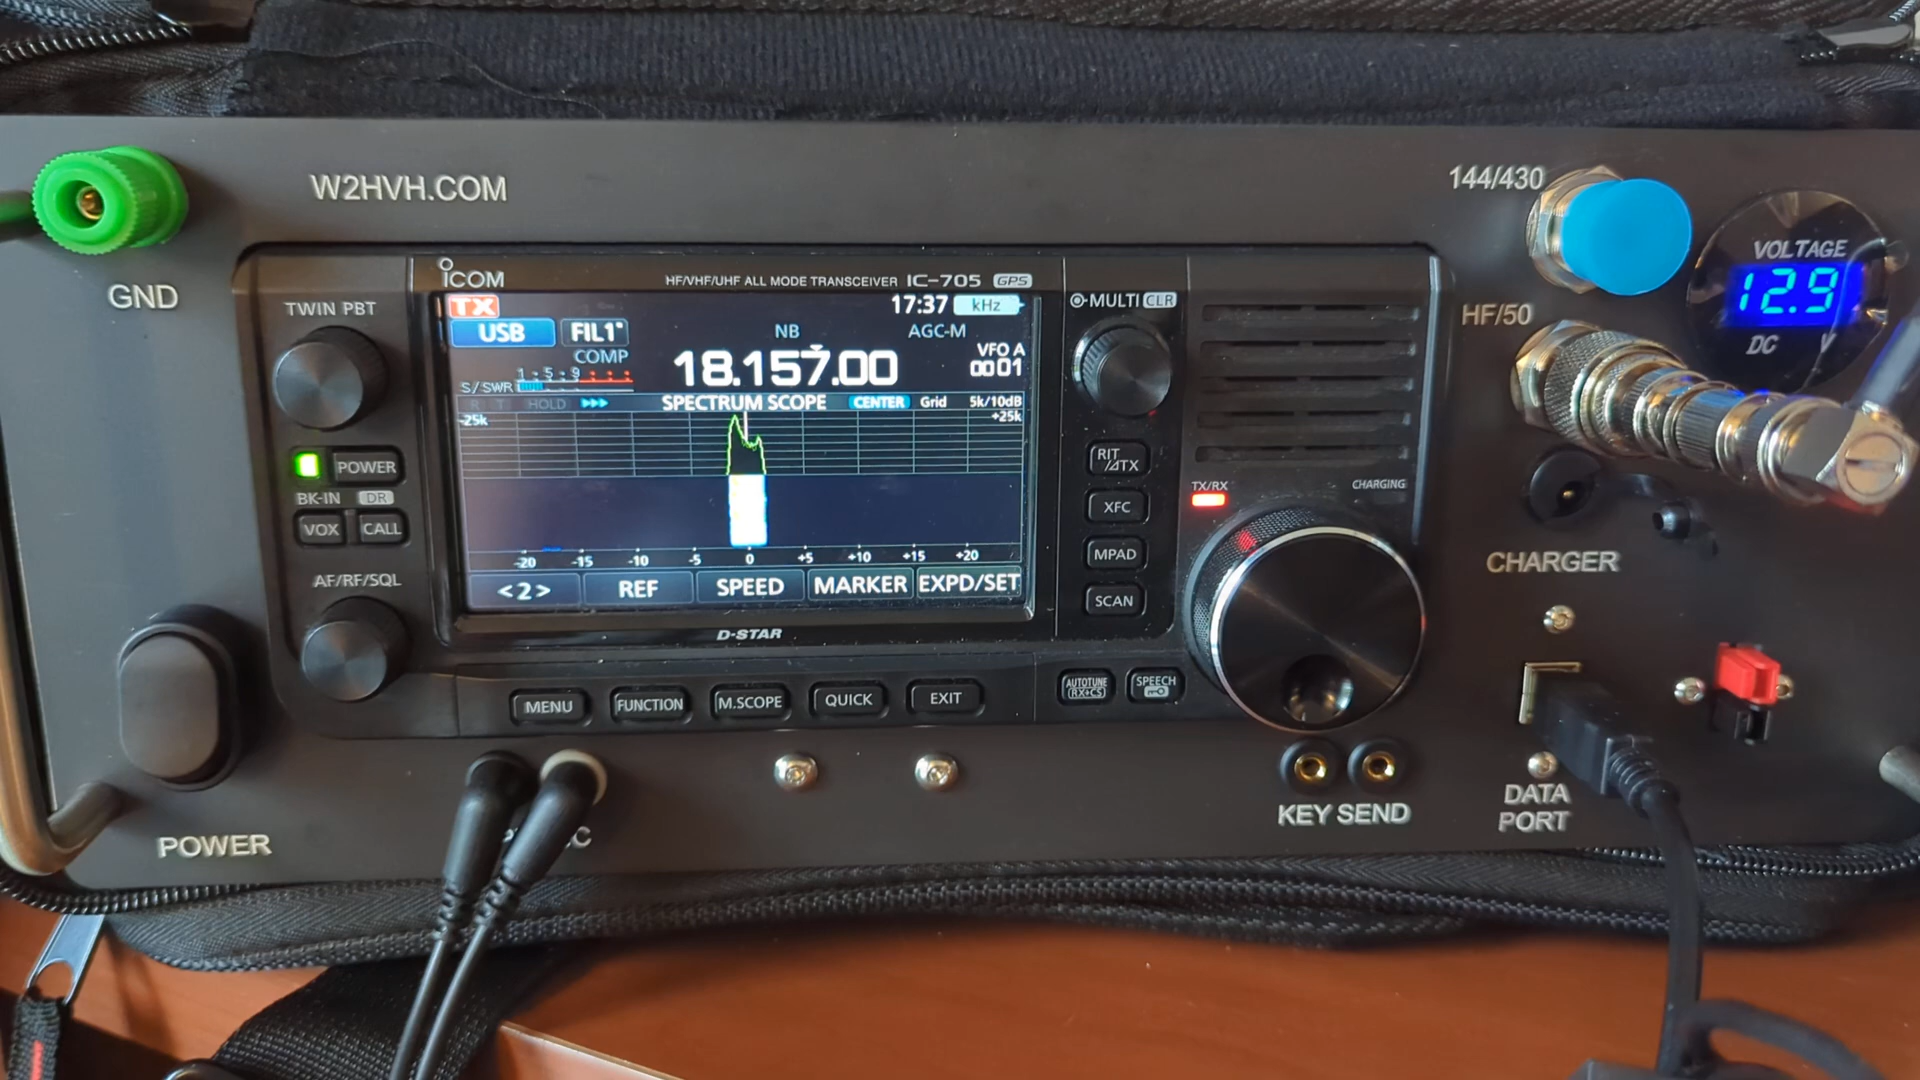 W2HVH.COM
144/430
VOLTAGE
12.9
DC V
GND
HF/50
ICOM
HF/VHF/UHF ALL MODE TRANSCEIVER IC-705 GPS
TWIN PBT
TX
17:37 kHz
MULTI CLR
USB FIL1
NB AGC-M
COMP
18.157.00
VFO A
0001
1 - 5 - 9
S/SWR
HOLD
SPECTRUM SCOPE CENTER Grid 5k/10dB
-25k +25k
POWER
BK-IN DR
VOX CALL
RIT/⊿TX
XFC
MPAD
SCAN
TX/RX
CHARGING
-20 -15 -10 -5 0 +5 +10 +15 +20
<2> REF SPEED MARKER EXPD/SET
AF/RF/SQL
D-STAR
CHARGER
MENU FUNCTION M.SCOPE QUICK EXIT
AUTOTUNE
RX•CS
SPEECH
POWER
KEY SEND
DATA
PORT